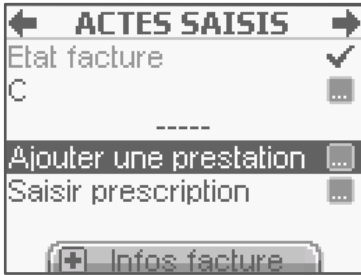 ACTES SAISIS
Etat facture
C
...
-----
Ajouter une prestation
...
Saisir prescription
...
+ Infos facture